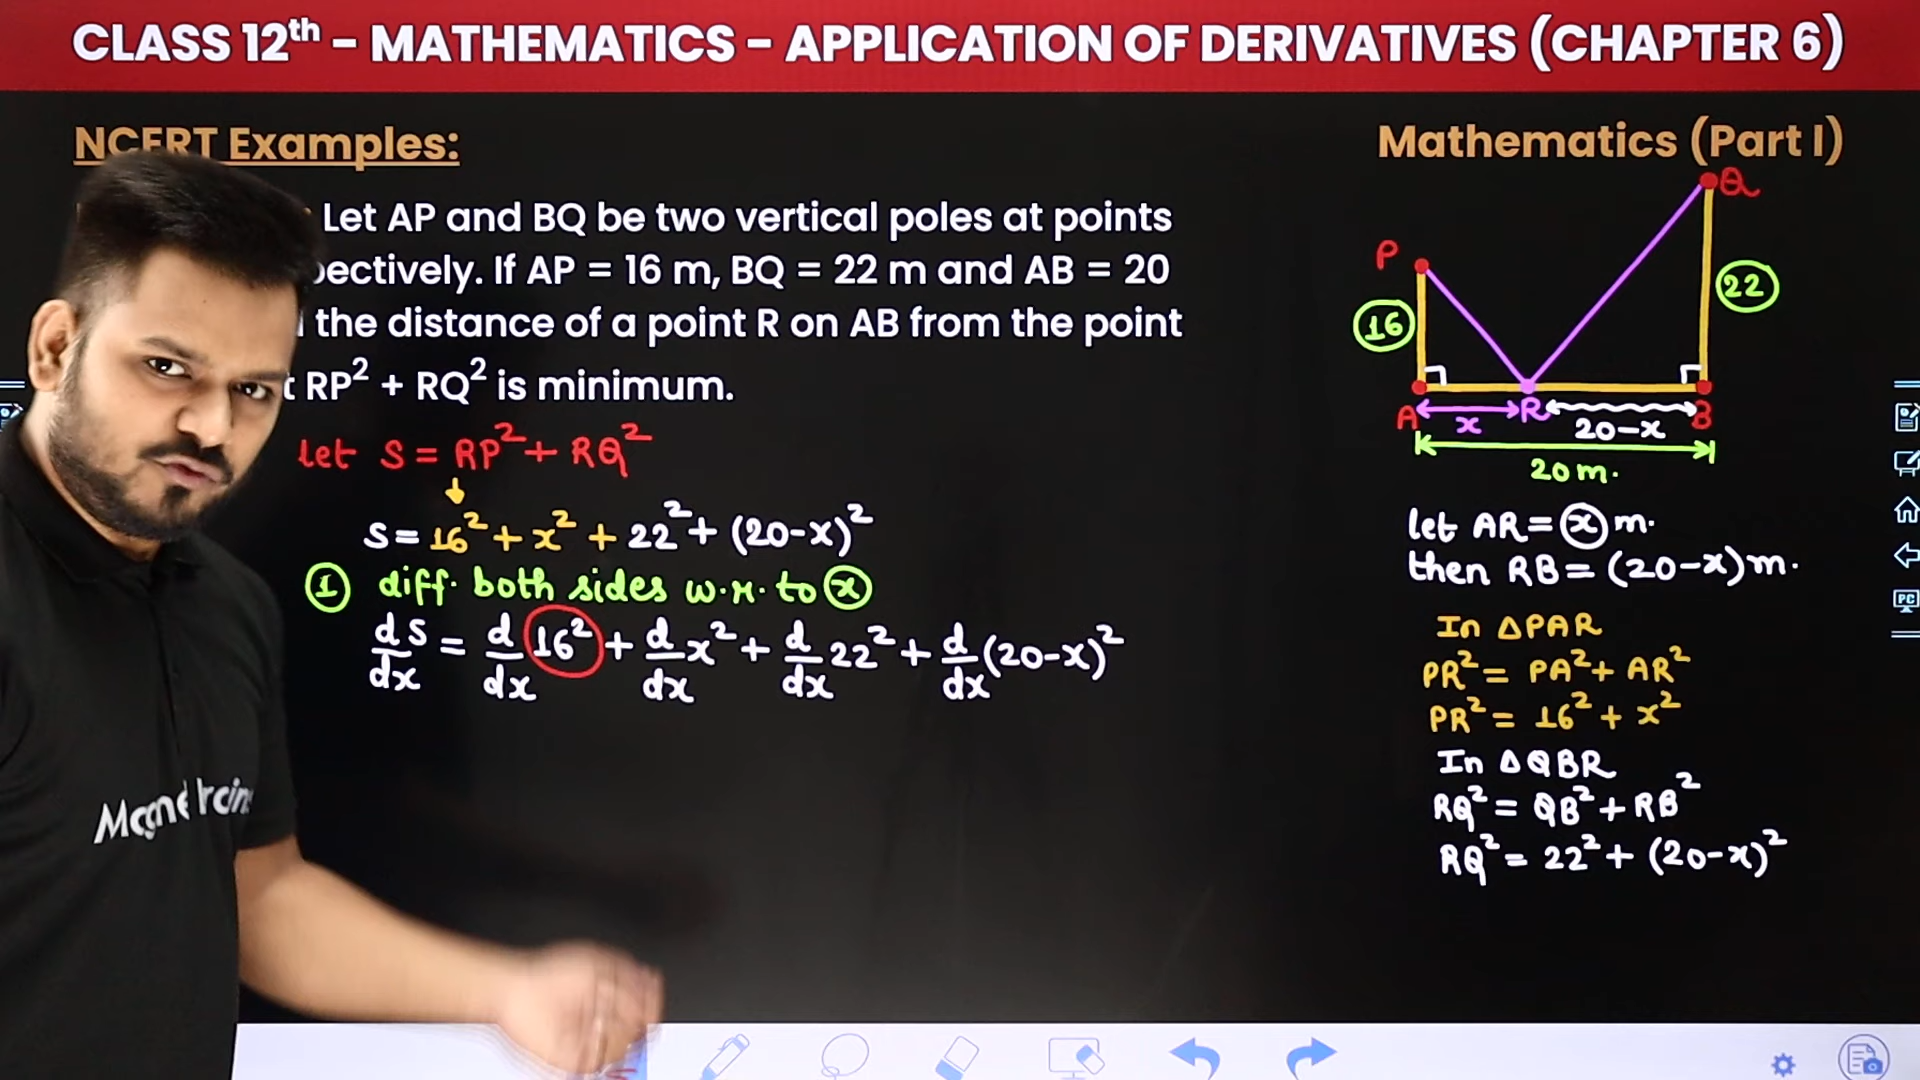 CLASS 12th - MATHEMATICS - APPLICATION OF DERIVATIVES (CHAPTER 6)
NCERT Examples:
Mathematics (Part I)
Let AP and BQ be two vertical poles at points
pectively. If AP = 16 m, BQ = 22 m and AB = 20
the distance of a point R on AB from the point
t RP² + RQ² is minimum.
let S = RP² + RQ²
S = 16² + x² + 22² + (20-x)²
① diff. both sides w.r. to x
dS/dx = d/dx 16² + d/dx x² + d/dx 22² + d/dx (20-x)²
Q
P
16
22
A
x
R
20-x
B
20 m.
let AR = x m.
then RB = (20-x) m.
In △PAR
PR² = PA² + AR²
PR² = 16² + x²
In △QBR
RQ² = QB² + RB²
RQ² = 22² + (20-x)²
PC